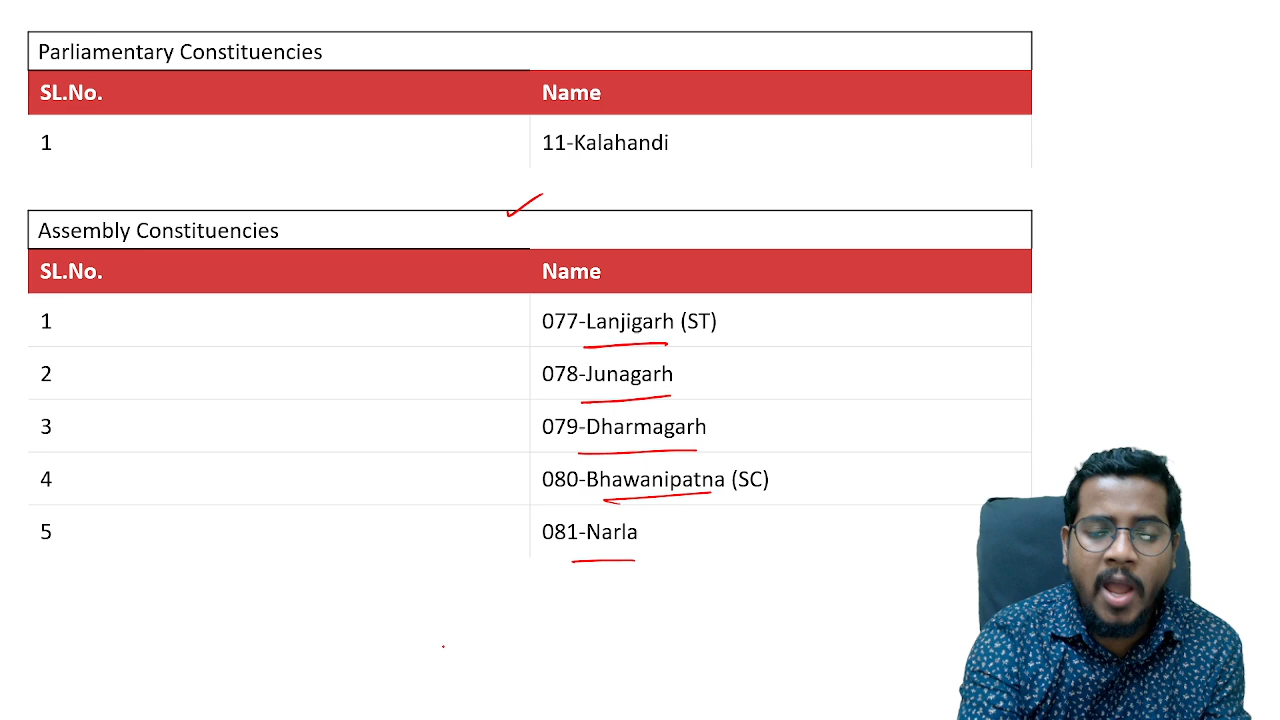 Parliamentary Constituencies
SL.No. Name
1 11-Kalahandi
Assembly Constituencies
SL.No. Name
1 077-Lanjigarh (ST)
2 078-Junagarh
3 079-Dharmagarh
4 080-Bhawanipatna (SC)
5 081-Narla